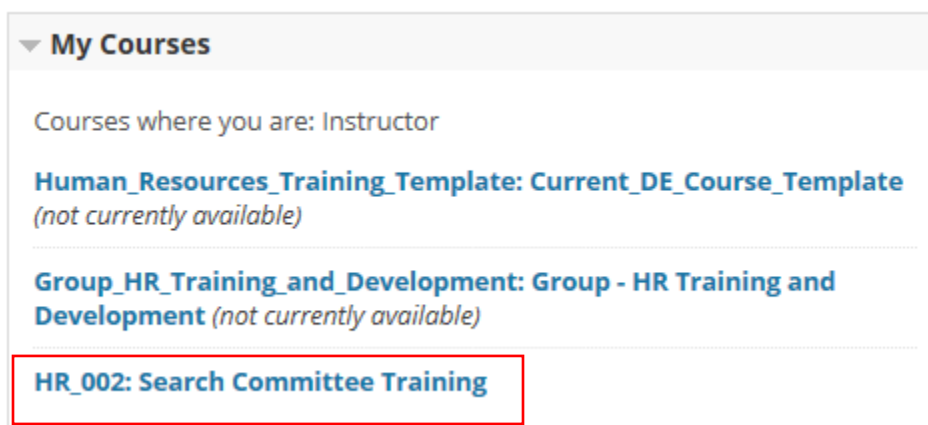 My Courses
Courses where you are: Instructor
Human_Resources_Training_Template: Current_DE_Course_Template
(not currently available)
Group_HR_Training_and_Development: Group - HR Training and
Development (not currently available)
HR_002: Search Committee Training